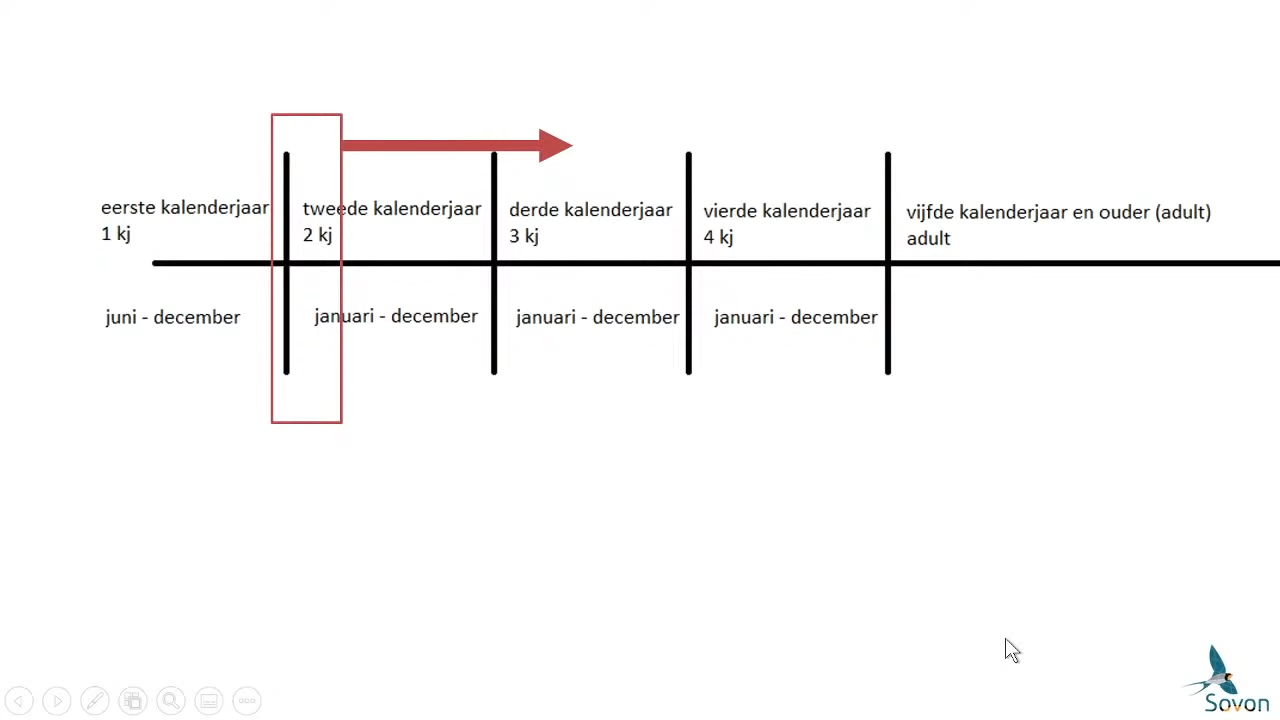 eerste kalenderjaar
1 kj
tweede kalenderjaar
2 kj
derde kalenderjaar
3 kj
vierde kalenderjaar
4 kj
vijfde kalenderjaar en ouder (adult)
adult
juni - december
januari - december
januari - december
januari - december
Sovon